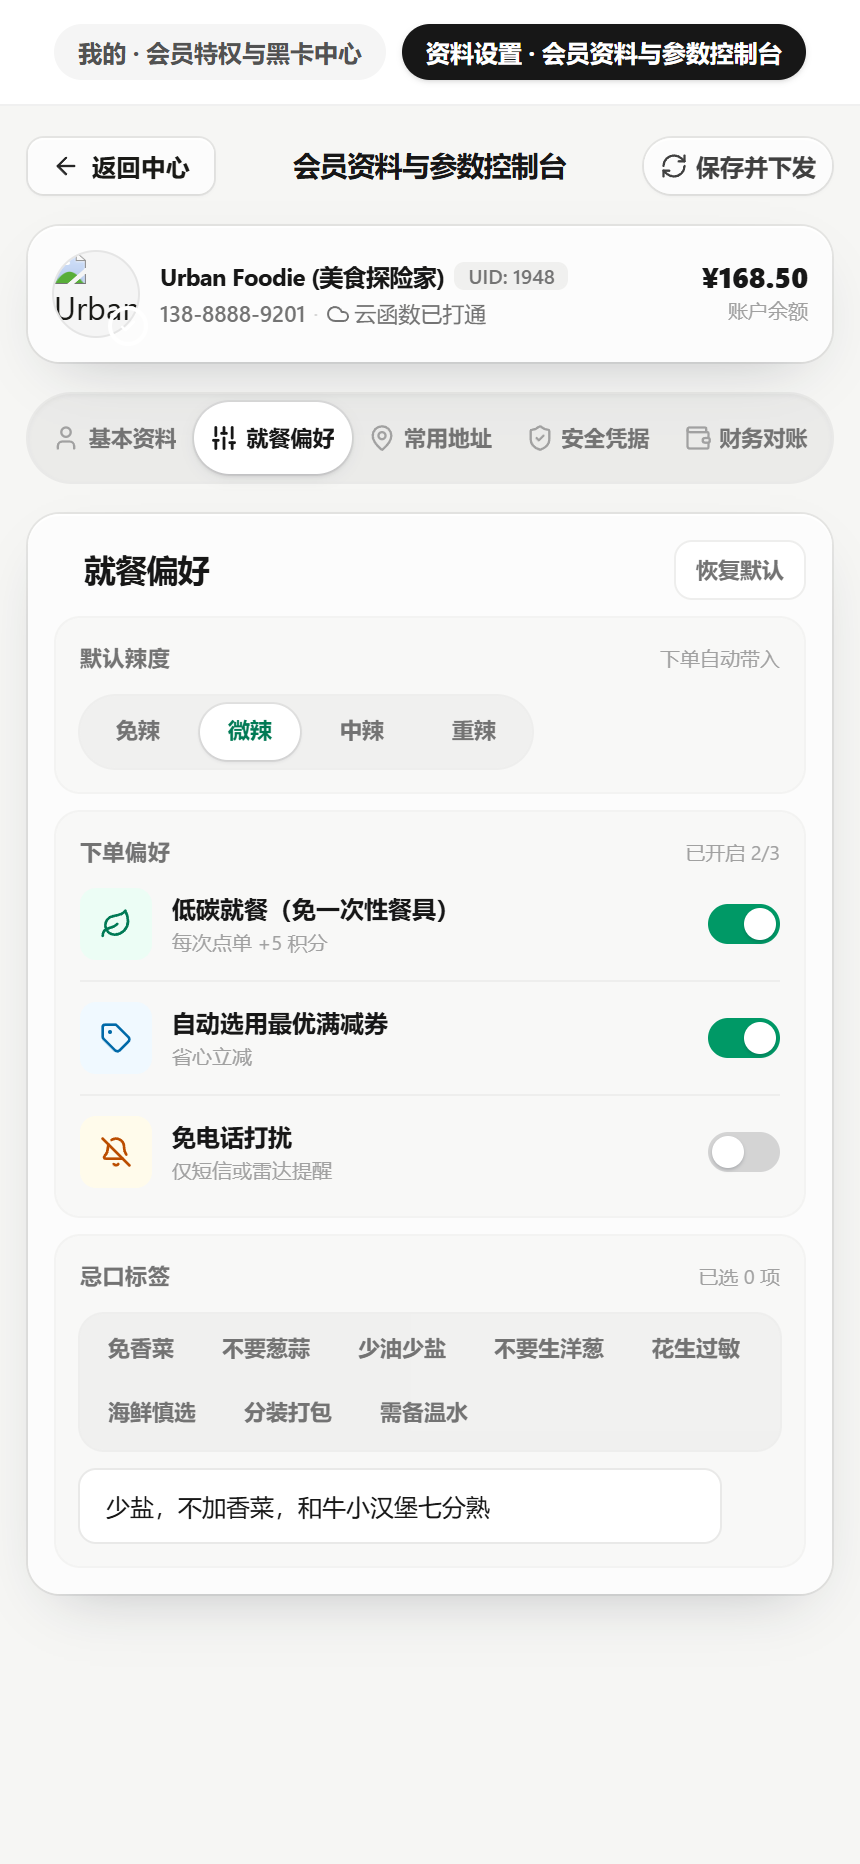 我的 · 会员特权与黑卡中心
资料设置 · 会员资料与参数控制台
返回中心
会员资料与参数控制台
保存并下发
Urban
Urban Foodie (美食探险家)
UID: 1948
¥168.50
138-8888-9201 · 云函数已打通
账户余额
基本资料
就餐偏好
常用地址
安全凭据
财务对账
就餐偏好
恢复默认
默认辣度
下单自动带入
免辣
微辣
中辣
重辣
下单偏好
已开启 2/3
低碳就餐（免一次性餐具）
每次点单 +5 积分
自动选用最优满减券
省心立减
免电话打扰
仅短信或雷达提醒
忌口标签
已选 0 项
免香菜
不要葱蒜
少油少盐
不要生洋葱
花生过敏
海鲜慎选
分装打包
需备温水
少盐，不加香菜，和牛小汉堡七分熟